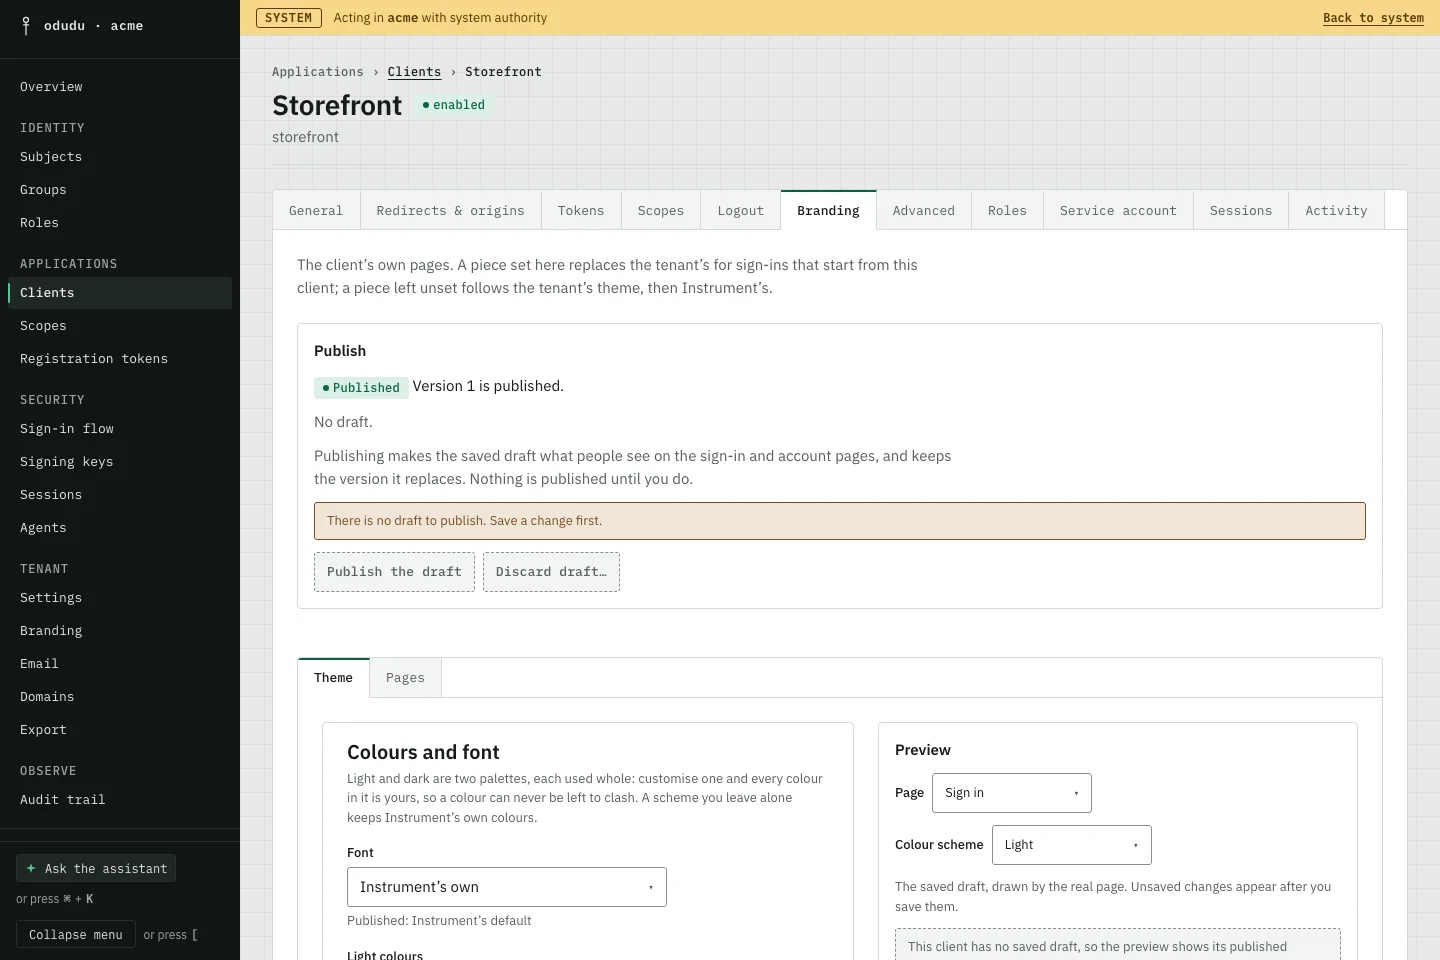 odudu · acme
SYSTEM Acting in acme with system authority Back to system
Overview
IDENTITY
Subjects
Groups
Roles
APPLICATIONS
Clients
Scopes
Registration tokens
SECURITY
Sign-in flow
Signing keys
Sessions
Agents
TENANT
Settings
Branding
Email
Domains
Export
OBSERVE
Audit trail
Ask the assistant
or press ⌘ + K
Collapse menu or press [
Applications › Clients › Storefront
Storefront enabled
storefront
General Redirects & origins Tokens Scopes Logout Branding Advanced Roles Service account Sessions Activity
The client’s own pages. A piece set here replaces the tenant’s for sign-ins that start from this
client; a piece left unset follows the tenant’s theme, then Instrument’s.
Publish
Published Version 1 is published.
No draft.
Publishing makes the saved draft what people see on the sign-in and account pages, and keeps
the version it replaces. Nothing is published until you do.
There is no draft to publish. Save a change first.
Publish the draft Discard draft…
Theme Pages
Colours and font
Light and dark are two palettes, each used whole: customise one and every colour
in it is yours, so a colour can never be left to clash. A scheme you leave alone
keeps Instrument’s own colours.
Font
Instrument’s own
Published: Instrument’s default
Light colours
Preview
Page Sign in
Colour scheme Light
The saved draft, drawn by the real page. Unsaved changes appear after you
save them.
This client has no saved draft, so the preview shows its published